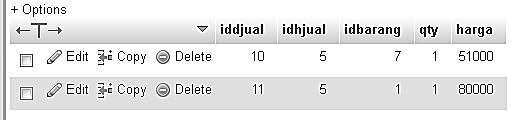 + Options
iddjual idhjual idbarang qty harga
Edit Copy Delete 10 5 7 1 51000
Edit Copy Delete 11 5 1 1 80000